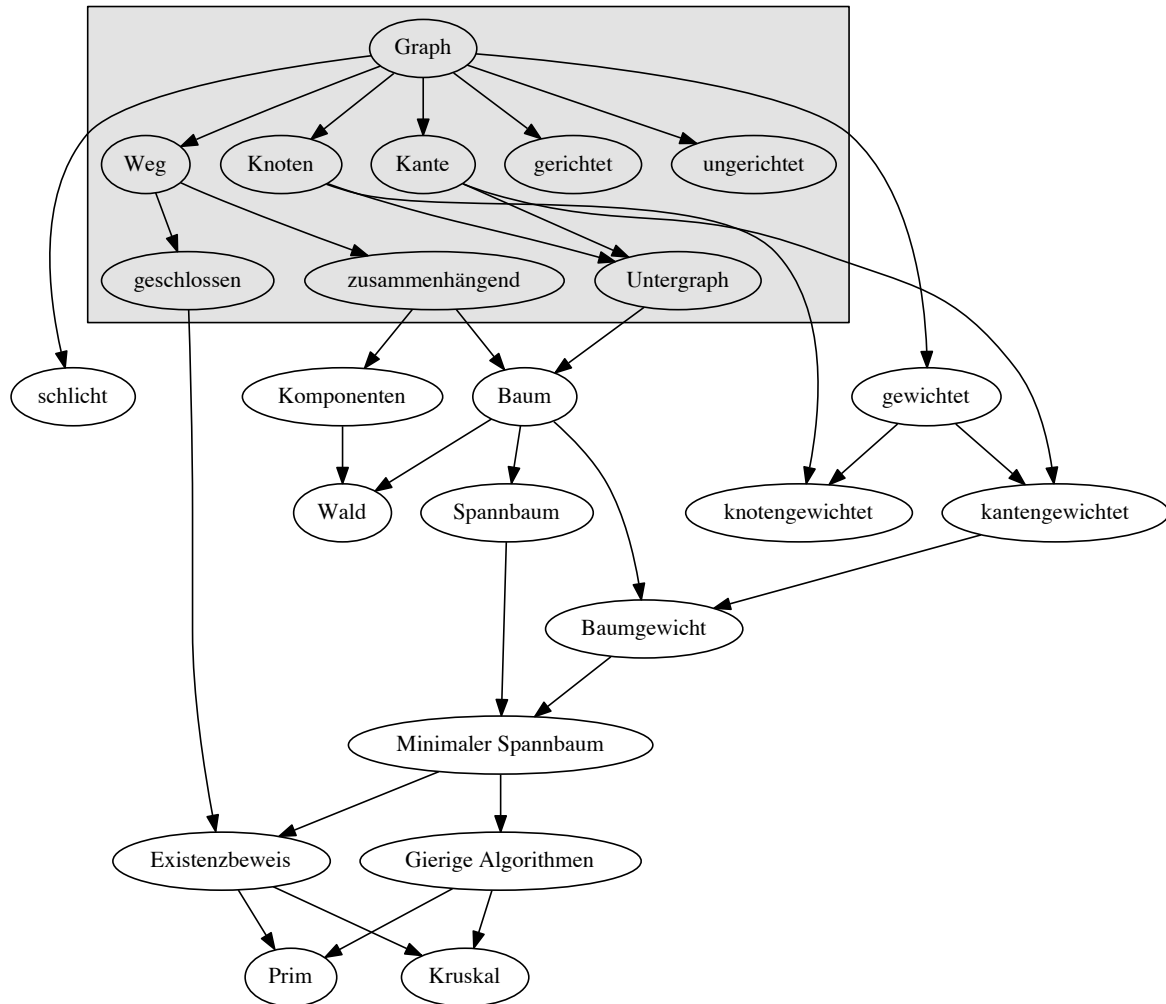 Graph
Weg
Knoten
Kante
gerichtet
ungerichtet
geschlossen
zusammenhängend
Untergraph
schlicht
Komponenten
Baum
gewichtet
Wald
Spannbaum
knotengewichtet
kantengewichtet
Baumgewicht
Minimaler Spannbaum
Existenzbeweis
Gierige Algorithmen
Prim
Kruskal